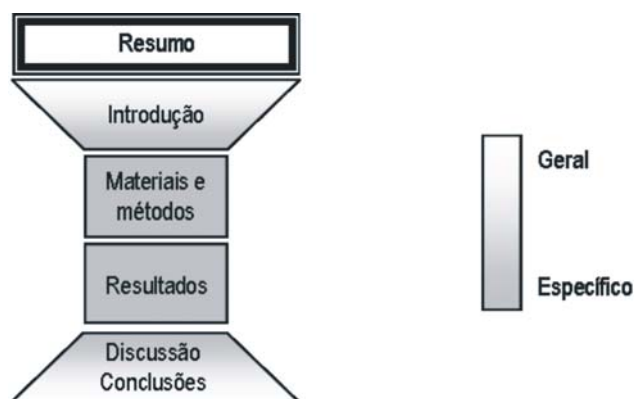 Resumo
Introdução
Materiais e
métodos
Resultados
Discussão
Conclusões
Geral
Específico